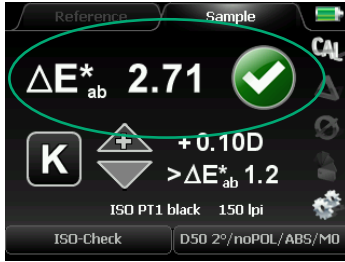 Reference Sample
CAL
ΔE*ab 2.71
K
+0.10D
>ΔE*ab 1.2
ISO PT1 black 150 lpi
ISO-Check D50 2°/noPOL/ABS/M0